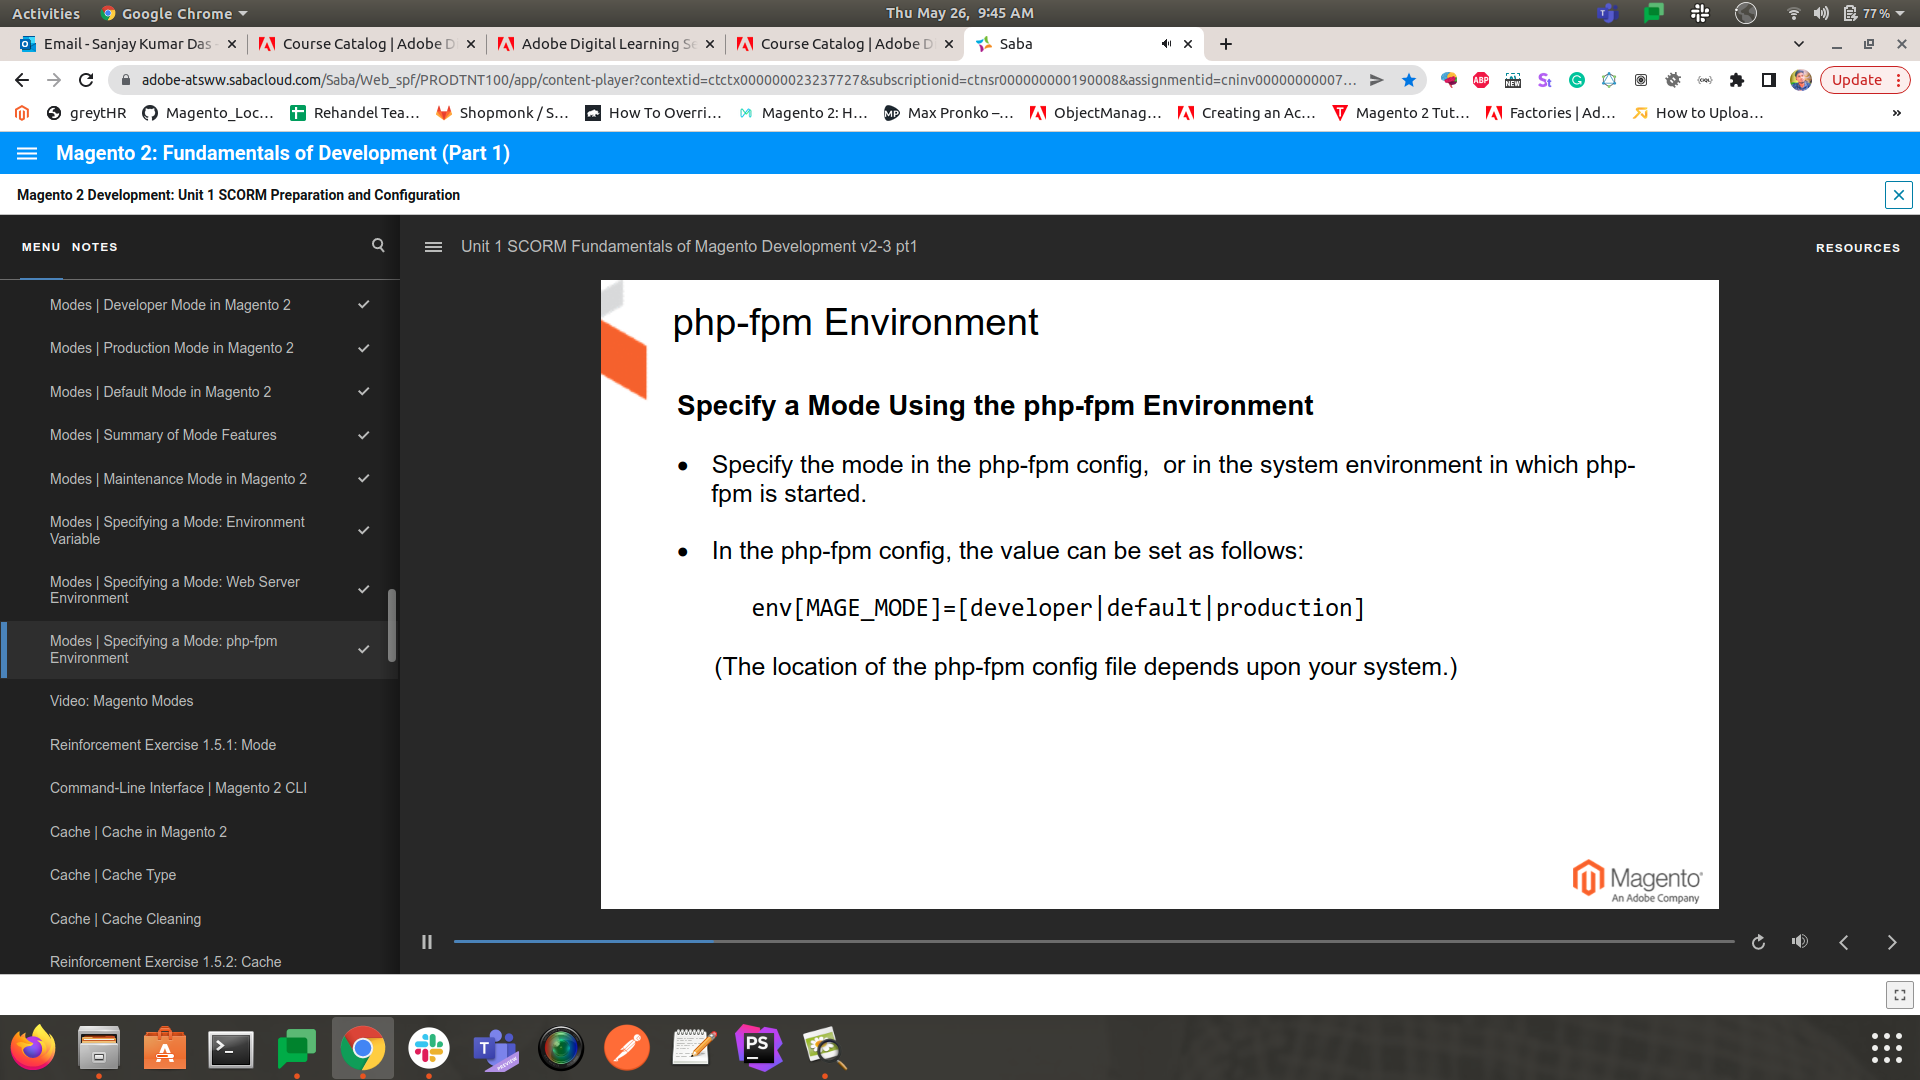 Activities Google Chrome Thu May 26, 9:45 AM 77 %
Email - Sanjay Kumar Das Course Catalog | Adobe D Adobe Digital Learning Se Course Catalog | Adobe D Saba
adobe-atsww.sabacloud.com/Saba/Web_spf/PRODTNT100/app/content-player?contextid=ctctx000000023237727&subscriptionid=ctnsr000000000190008&assignmentid=cninv00000000007... ABP NEW St Update
greytHR Magento_Loc... Rehandel Tea... Shopmonk / S... How To Overri... Magento 2: H... Max Pronko –... ObjectManag... Creating an Ac... Magento 2 Tut... Factories | Ad... How to Uploa... »
Magento 2: Fundamentals of Development (Part 1)
Magento 2 Development: Unit 1 SCORM Preparation and Configuration
MENU NOTES
Unit 1 SCORM Fundamentals of Magento Development v2-3 pt1
RESOURCES
Modes | Developer Mode in Magento 2
Modes | Production Mode in Magento 2
Modes | Default Mode in Magento 2
Modes | Summary of Mode Features
Modes | Maintenance Mode in Magento 2
Modes | Specifying a Mode: Environment
Variable
Modes | Specifying a Mode: Web Server
Environment
Modes | Specifying a Mode: php-fpm
Environment
Video: Magento Modes
Reinforcement Exercise 1.5.1: Mode
Command-Line Interface | Magento 2 CLI
Cache | Cache in Magento 2
Cache | Cache Type
Cache | Cache Cleaning
Reinforcement Exercise 1.5.2: Cache
php-fpm Environment
Specify a Mode Using the php-fpm Environment
• Specify the mode in the php-fpm config, or in the system environment in which php-
fpm is started.
• In the php-fpm config, the value can be set as follows:
env[MAGE_MODE]=[developer|default|production]
(The location of the php-fpm config file depends upon your system.)
Magento
An Adobe Company
PS